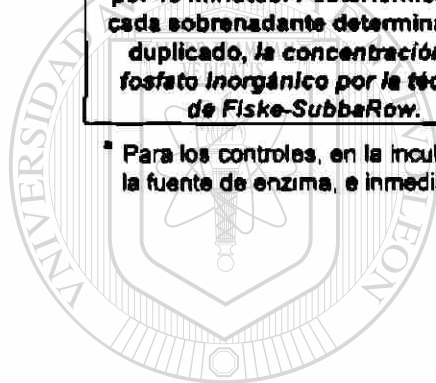 cada sobrenadante determina
duplicado, la concentración
fosfato inorgánico por la téc
de Fiske-SubbaRow.
* Para los controles, en la incu
la fuente de enzima, e inmedi
UNIVERSIDAD
LEON